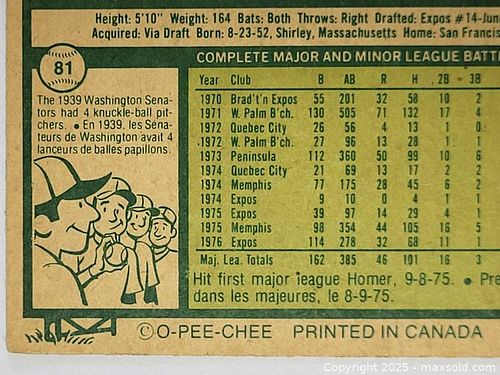 Height: 5'10" Weight: 164 Bats: Both Throws: Right Drafted: Expos #14-Jun
Acquired: Via Draft Born: 8-23-52, Shirley, Massachusetts Home: San Francis
81
COMPLETE MAJOR AND MINOR LEAGUE BATTI
Year Club B AB R H 2B 3B
1970 Brad't'n Expos 55 201 32 58 10 2
1971 W. Palm B'ch. 130 505 71 132 17 4
1972 Quebec City 26 56 4 13 1 0
1972 W. Palm B'ch. 27 96 13 28 1 1
1973 Peninsula 112 360 50 99 10 6
1974 Quebec City 21 69 13 17 2 2
1974 Memphis 77 175 28 45 6 2
1974 Expos 9 10 0 4 1 1
1975 Expos 39 97 14 29 4 1
1975 Memphis 98 354 44 105 16 5
1976 Expos 114 278 32 68 11 1
Maj. Lea. Totals 162 385 46 101 16 3
The 1939 Washington Sena-
tors had 4 knuckle-ball pit-
chers. • En 1939. les Séna-
teurs de Washington avait 4
lanceurs de balles papillons.
Hit first major league Homer, 9-8-75. • Pre
dans les majeures, le 8-9-75.
© O-PEE-CHEE PRINTED IN CANADA
Copyright 2025 - maxsold.com